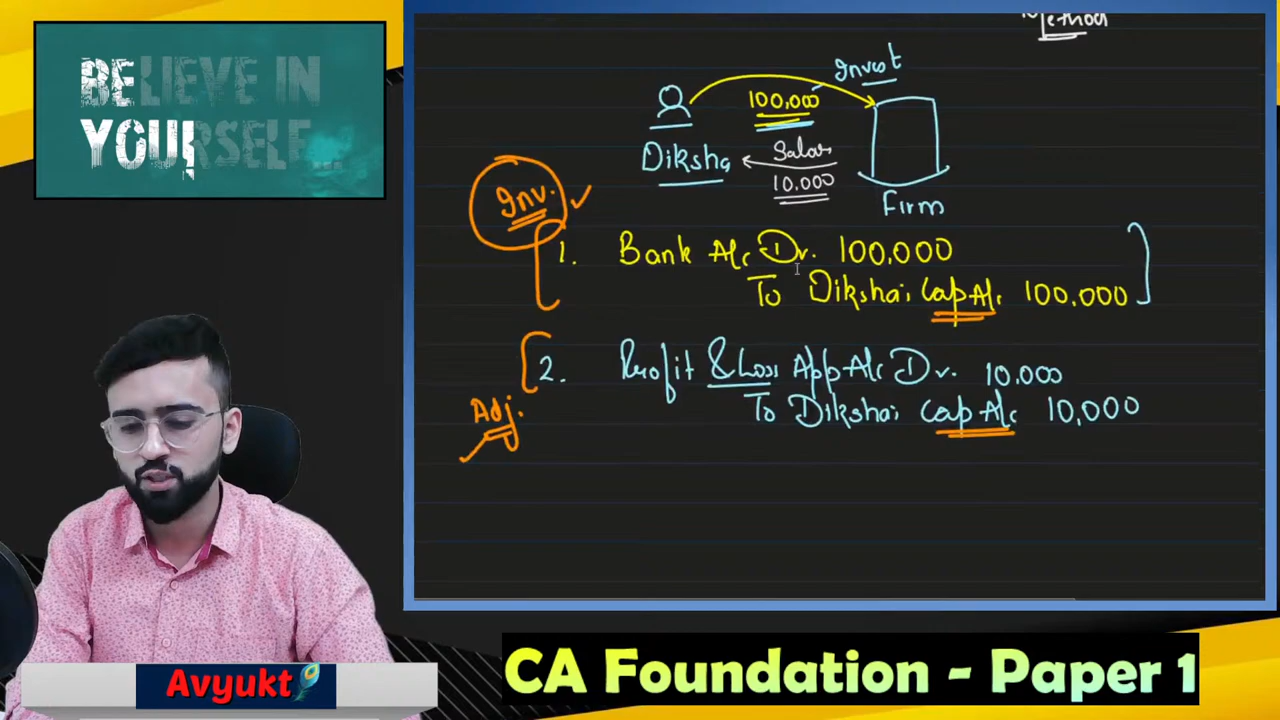 Method
BELIEVE IN
YOURSELF...
Invest
100,000
Diksha
Salary
10,000
Firm
Inv.
1. Bank A/c Dr. 100,000
To Diksha's Cap A/c 100,000
2. Profit & Loss App A/c Dr. 10,000
To Diksha's Cap A/c 10,000
Adj.
Avyukt
CA Foundation - Paper 1